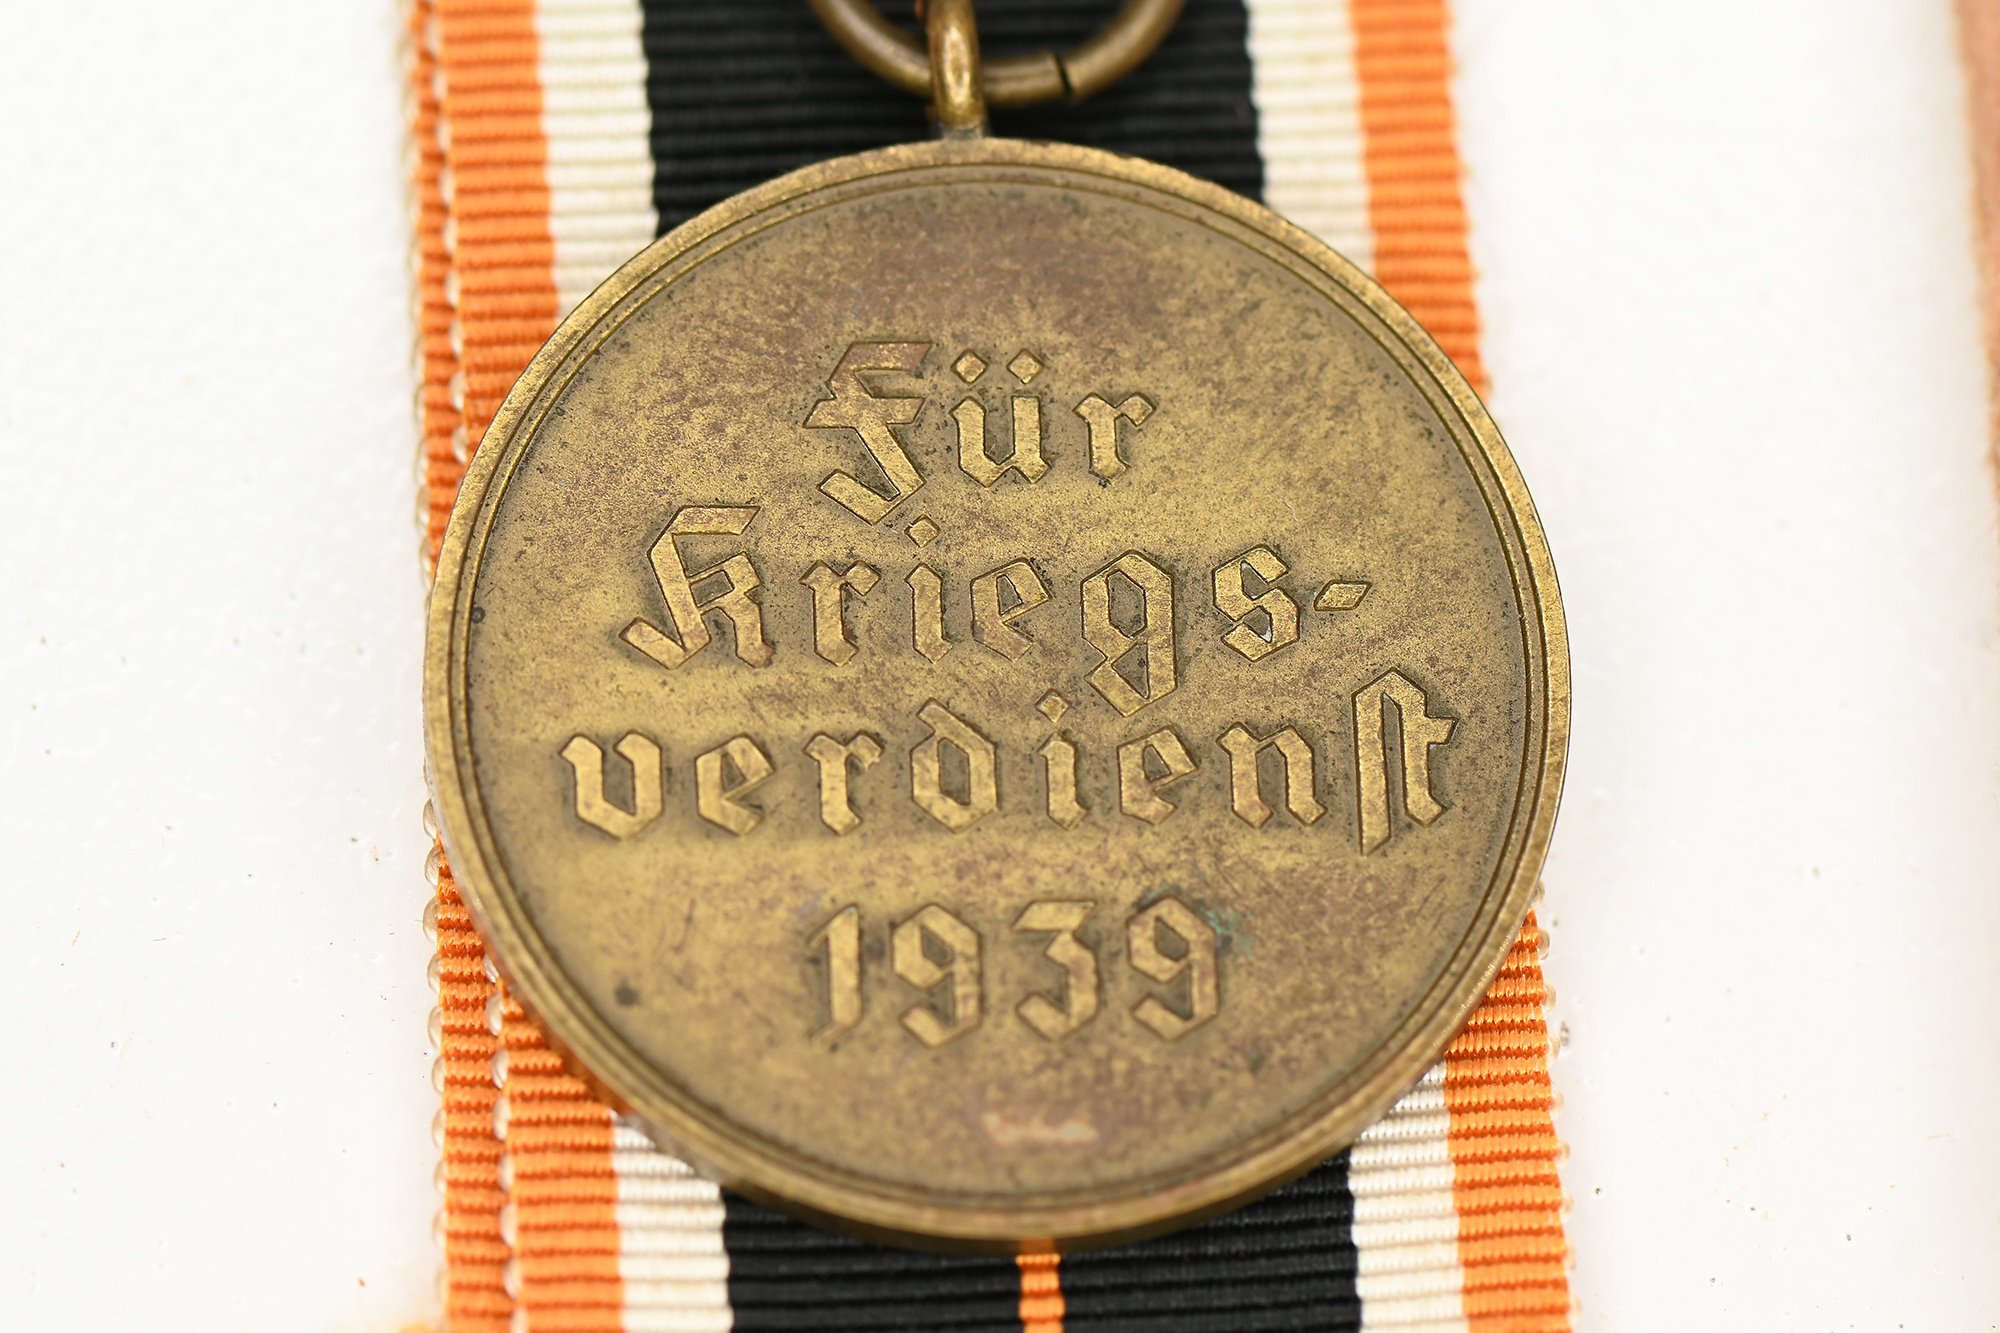 Für
Kriegs-
verdienst
1939